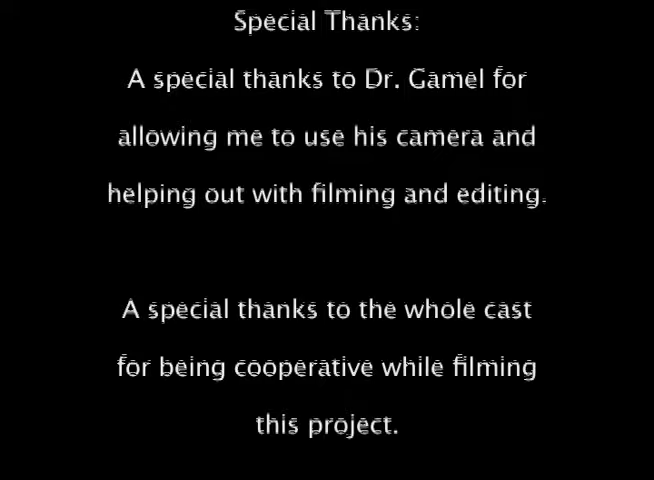 Special Thanks:
A special thanks to Dr. Gamel for
allowing me to use his camera and
helping out with filming and editing.
A special thanks to the whole cast
for being cooperative while filming
this project.